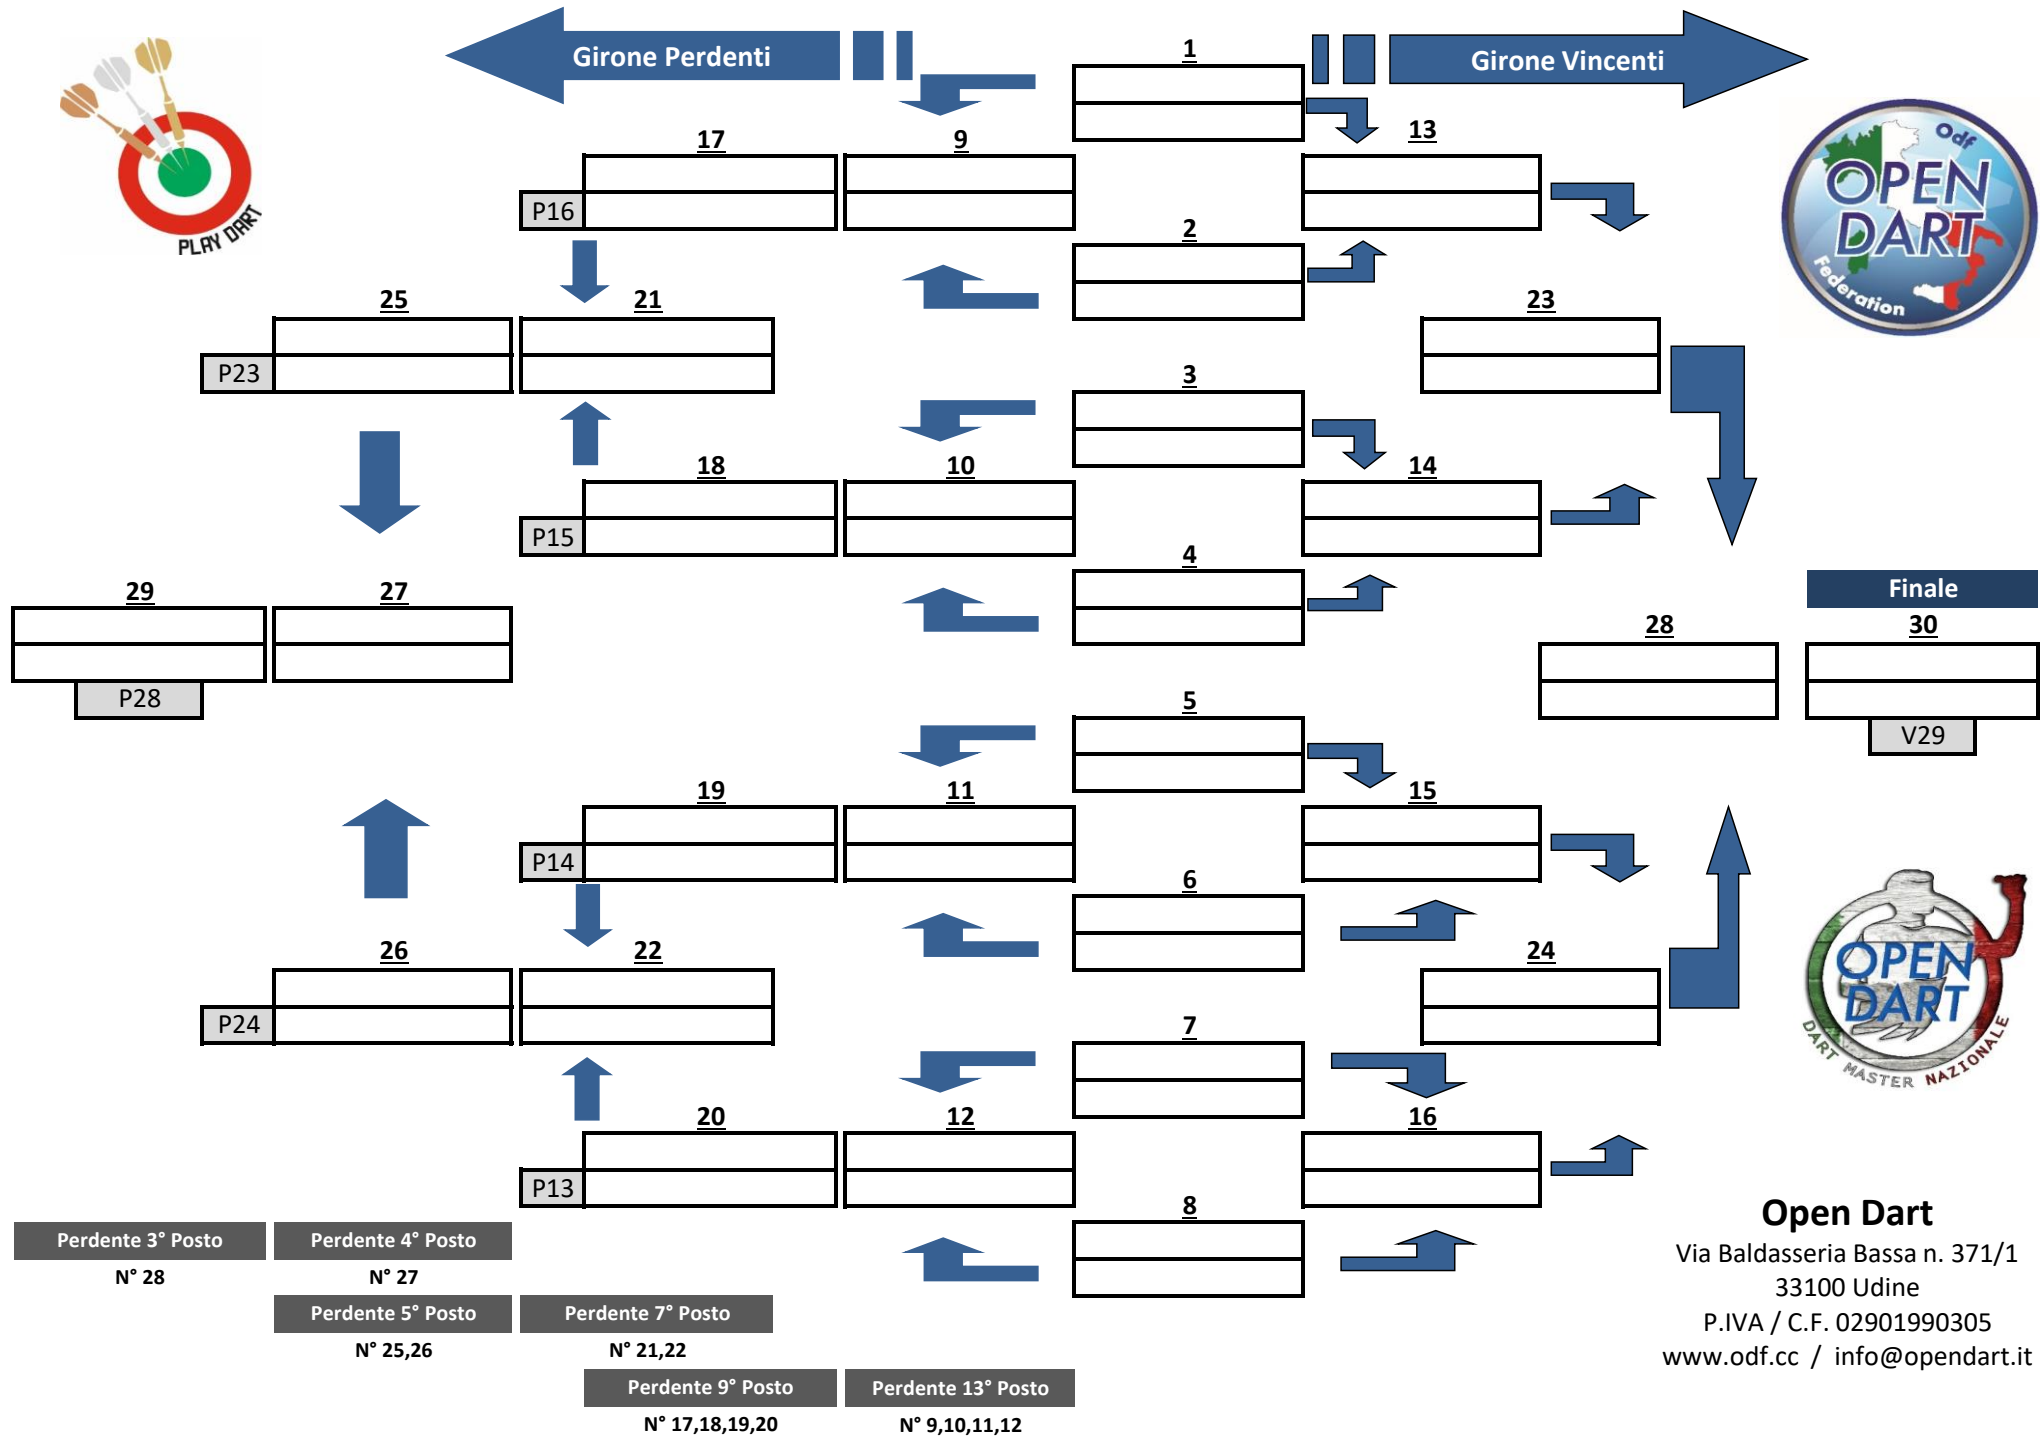 Girone Perdenti
Girone Vincenti
1
PLAY DART
Odf
OPEN
DART
Federation
17
9
13
P16
2
25
21
23
P23
3
18
10
14
P15
4
29
27
Finale
28
30
P28
5
V29
19
11
15
P14
6
26
22
24
P24
OPEN
DART
DART MASTER NAZIONALE
7
20
12
16
P13
8
Open Dart
Via Baldasseria Bassa n. 371/1
33100 Udine
P.IVA / C.F. 02901990305
www.odf.cc / info@opendart.it
Perdente 3° Posto
Perdente 4° Posto
N° 28
N° 27
Perdente 5° Posto
Perdente 7° Posto
N° 25,26
N° 21,22
Perdente 9° Posto
Perdente 13° Posto
N° 17,18,19,20
N° 9,10,11,12